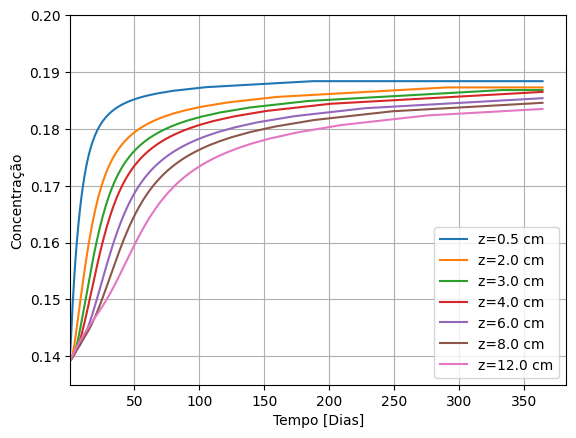 0.20
0.19
0.18
0.17
0.16
0.15
0.14
Concentração
50 100 150 200 250 300 350
Tempo [Dias]
z=0.5 cm
z=2.0 cm
z=3.0 cm
z=4.0 cm
z=6.0 cm
z=8.0 cm
z=12.0 cm